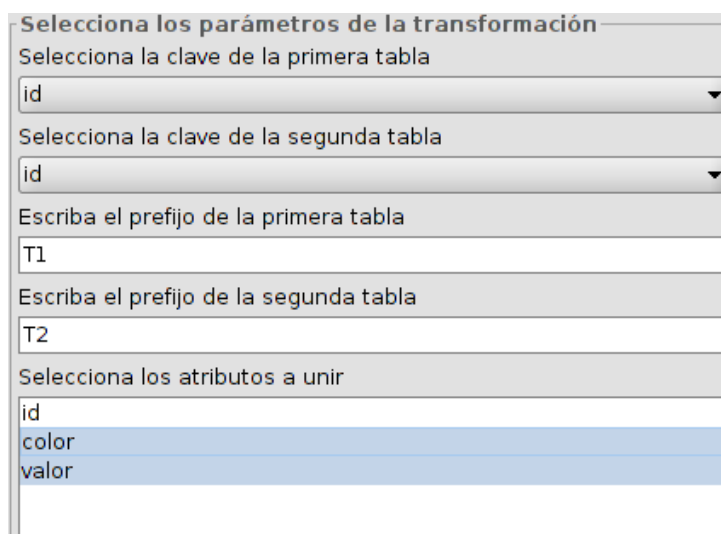 Selecciona los parámetros de la transformación
Selecciona la clave de la primera tabla
id
Selecciona la clave de la segunda tabla
id
Escriba el prefijo de la primera tabla
T1
Escriba el prefijo de la segunda tabla
T2
Selecciona los atributos a unir
id
color
valor